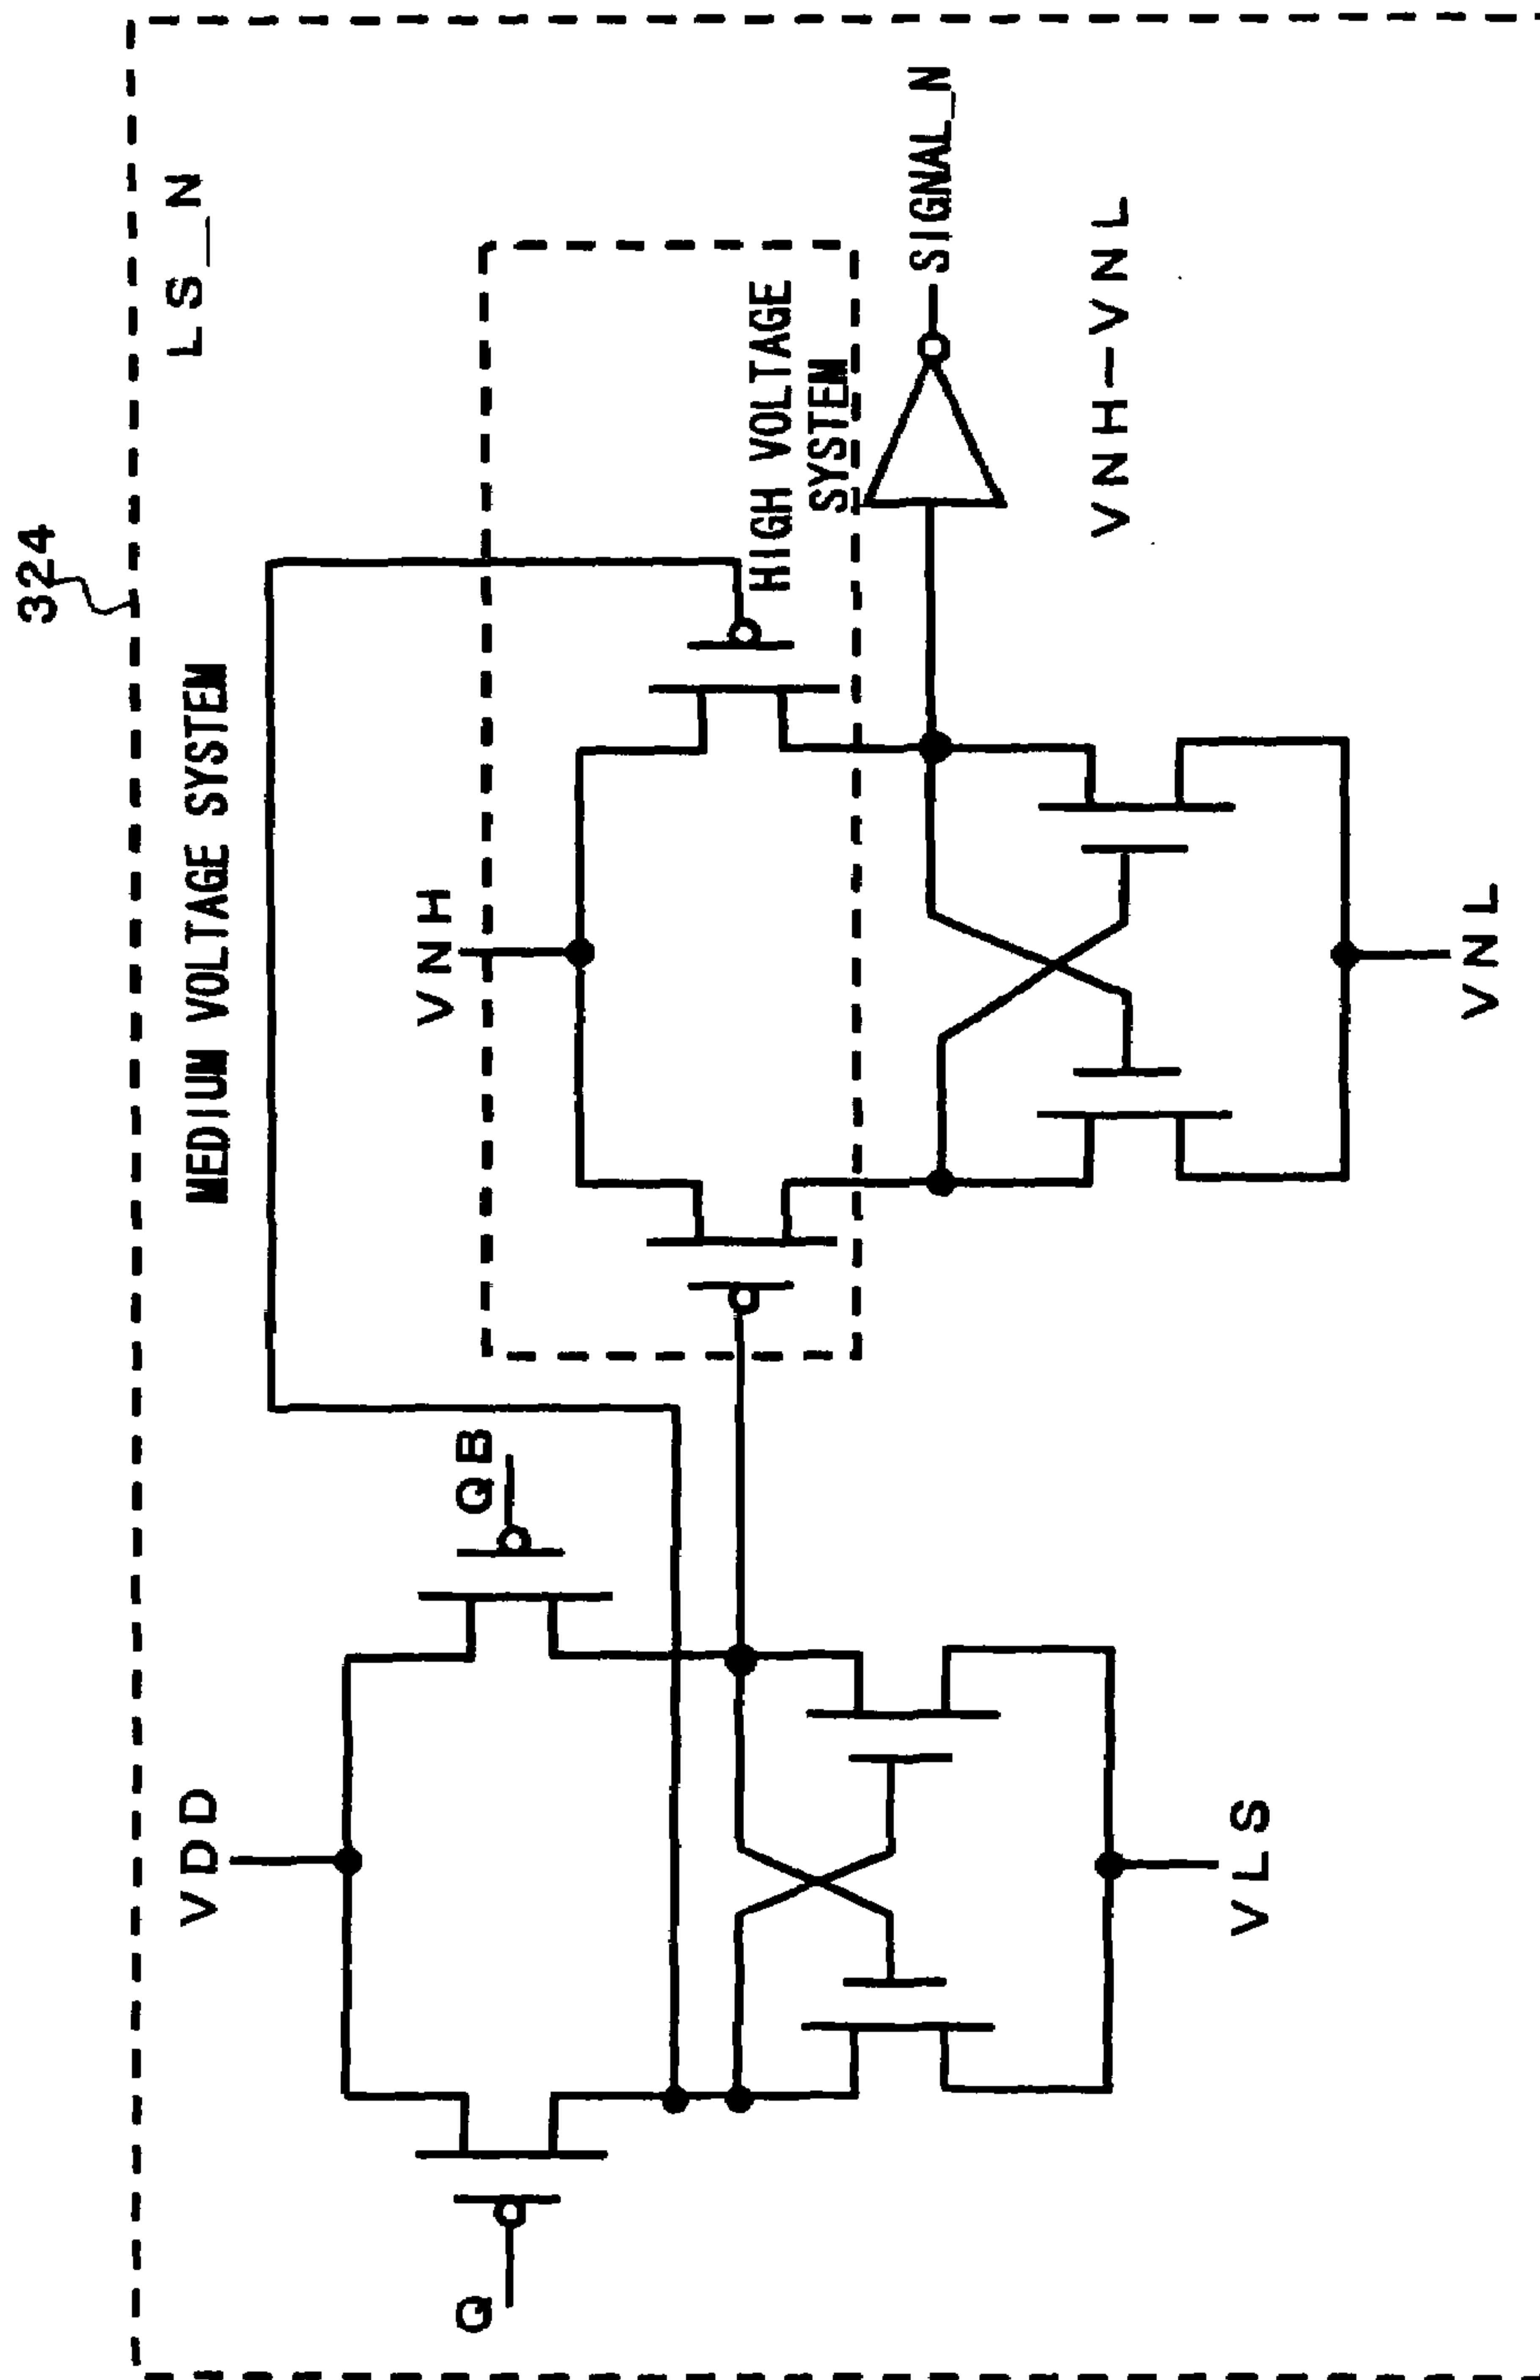 324
LS_N
MEDIUM VOLTAGE SYSTEM
VDD
QB
Q
VLS
VNH
HIGH VOLTAGE
SYSTEM
SIGNAL_N
VNH-VNL
VNL